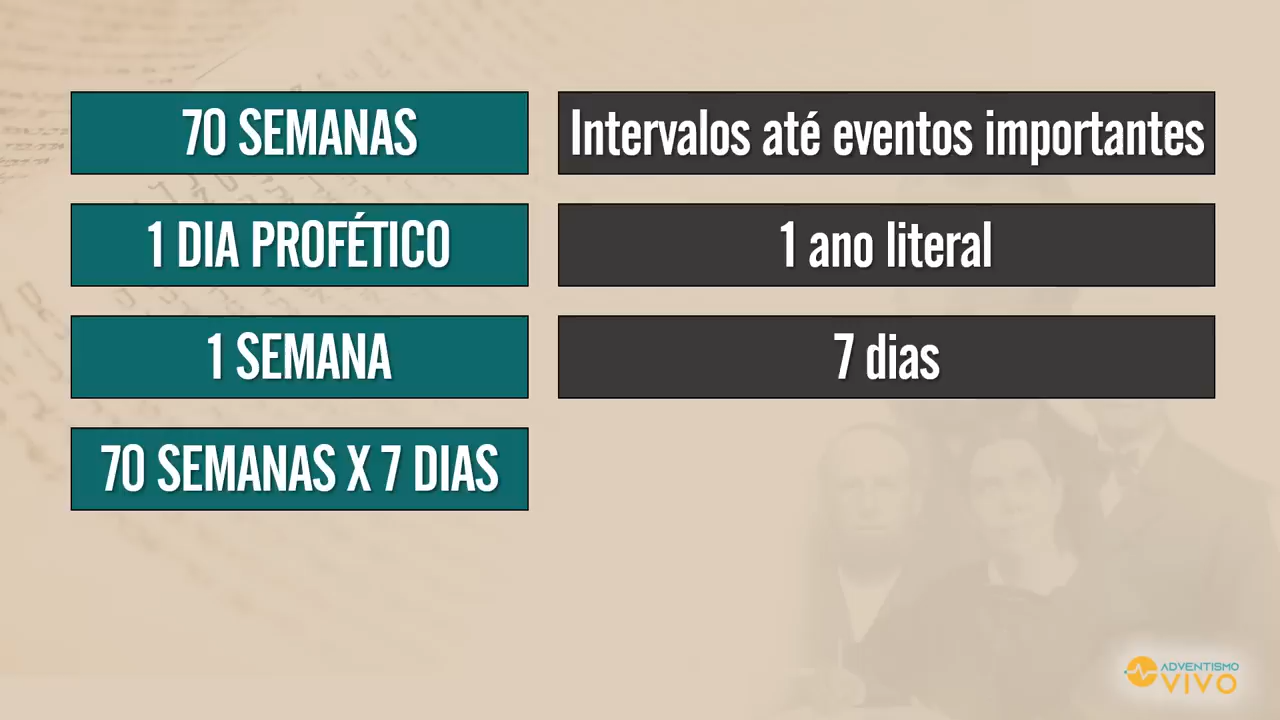 70 SEMANAS
Intervalos até eventos importantes
1 DIA PROFÉTICO
1 ano literal
1 SEMANA
7 dias
70 SEMANAS X 7 DIAS
ADVENTISMO
VIVO